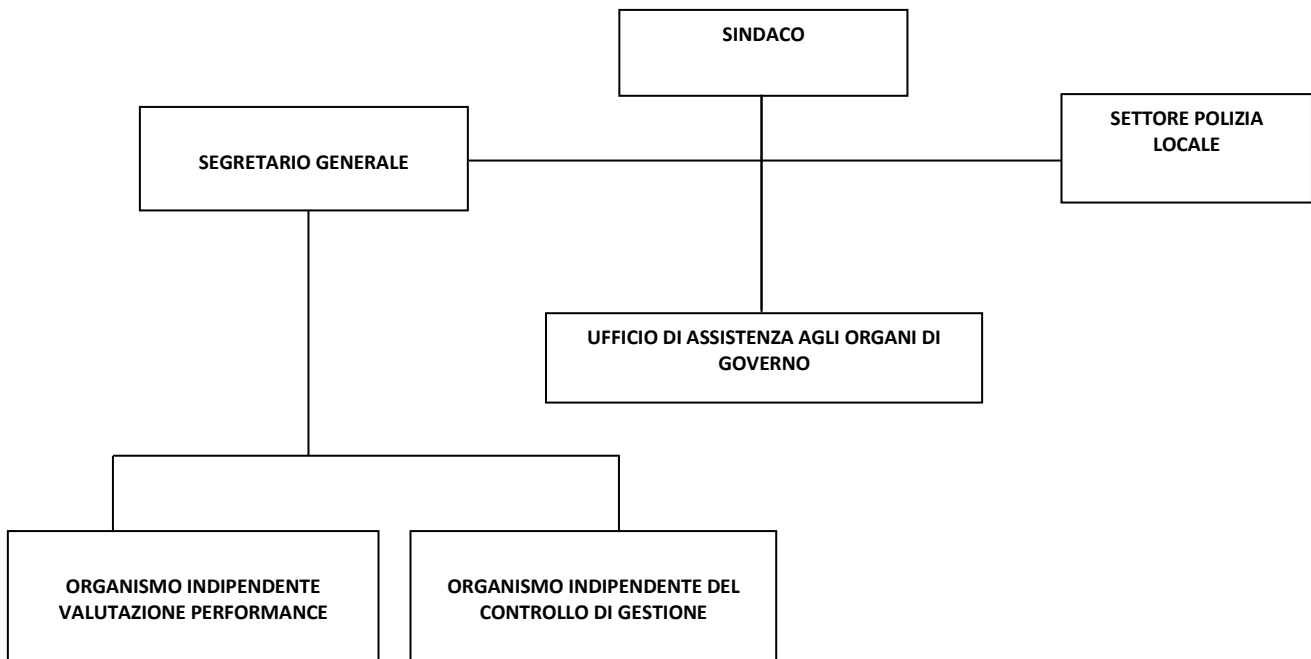 SINDACO
SETTORE POLIZIA
LOCALE
SEGRETARIO GENERALE
UFFICIO DI ASSISTENZA AGLI ORGANI DI
GOVERNO
ORGANISMO INDIPENDENTE
VALUTAZIONE PERFORMANCE
ORGANISMO INDIPENDENTE DEL
CONTROLLO DI GESTIONE